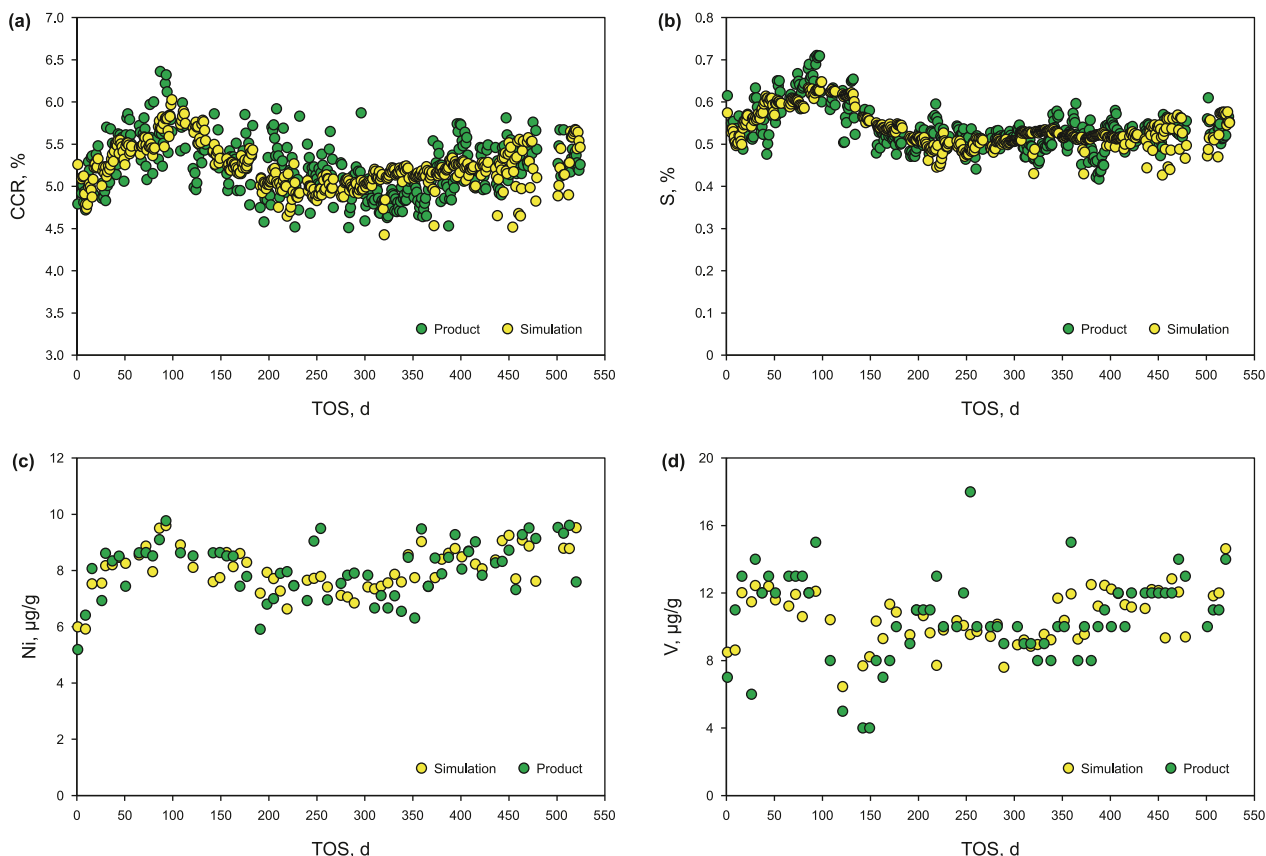 (a)
6.5
6.0
5.5
5.0
4.5
4.0
3.5
3.0
CCR, %
Product
Simulation
0 50 100 150 200 250 300 350 400 450 500 550
TOS, d
(b)
0.8
0.7
0.6
0.5
0.4
0.3
0.2
0.1
0
S, %
Product
Simulation
0 50 100 150 200 250 300 350 400 450 500 550
TOS, d
(c)
12
10
8
6
4
2
0
Ni, µg/g
Simulation
Product
0 50 100 150 200 250 300 350 400 450 500 550
TOS, d
(d)
20
16
12
8
4
0
V, µg/g
Simulation
Product
0 50 100 150 200 250 300 350 400 450 500 550
TOS, d